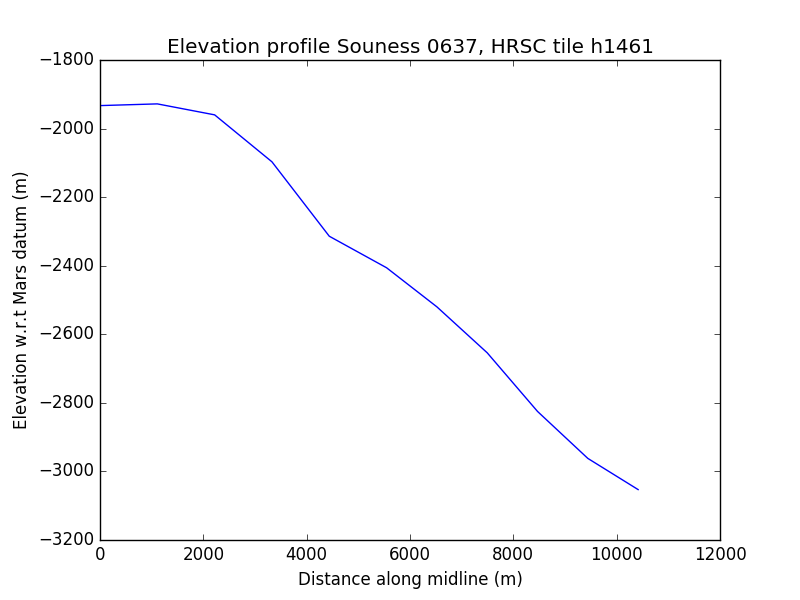 Elevation profile Souness 0637, HRSC tile h1461
−1800
−2000
−2200
−2400
−2600
−2800
−3000
−3200
Elevation w.r.t Mars datum (m)
0 2000 4000 6000 8000 10000 12000
Distance along midline (m)